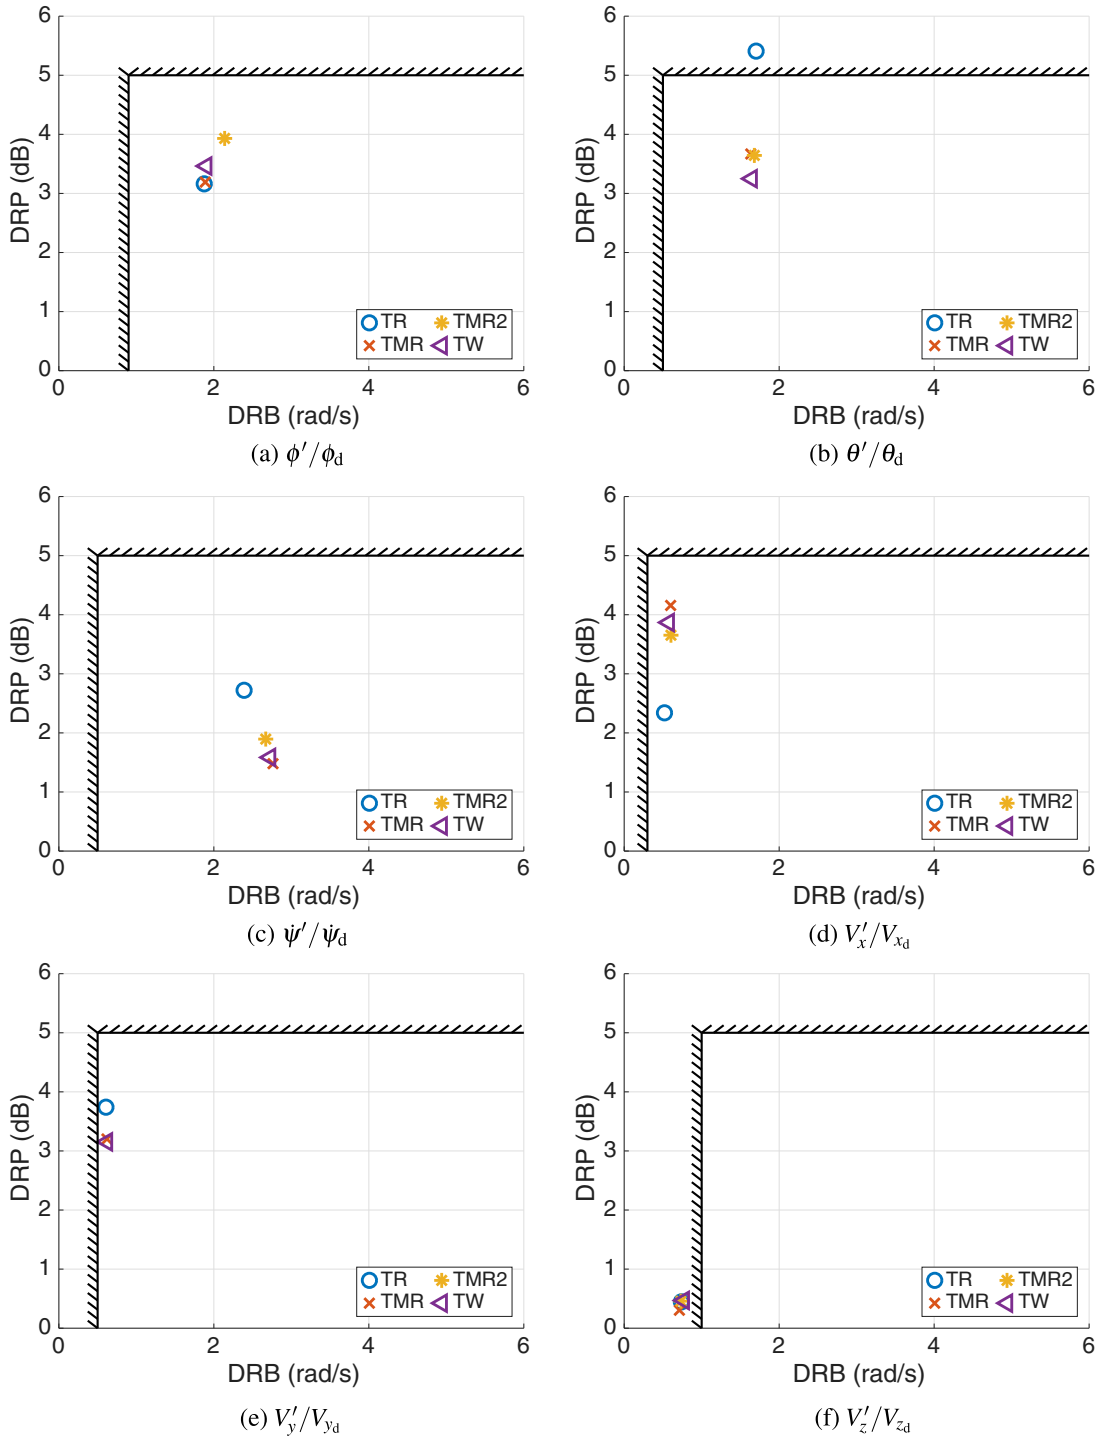 6
5
4
3
2
1
0
DRP (dB)
TR TMR2
TMR TW
0 2 4 6
DRB (rad/s)
(a) ϕ′/ϕd
6
5
4
3
2
1
0
DRP (dB)
TR TMR2
TMR TW
0 2 4 6
DRB (rad/s)
(b) θ′/θd
6
5
4
3
2
1
0
DRP (dB)
TR TMR2
TMR TW
0 2 4 6
DRB (rad/s)
(c) ψ̇′/ψ̇d
6
5
4
3
2
1
0
DRP (dB)
TR TMR2
TMR TW
0 2 4 6
DRB (rad/s)
(d) V′x/Vxd
6
5
4
3
2
1
0
DRP (dB)
TR TMR2
TMR TW
0 2 4 6
DRB (rad/s)
(e) V′y/Vyd
6
5
4
3
2
1
0
DRP (dB)
TR TMR2
TMR TW
0 2 4 6
DRB (rad/s)
(f) V′z/Vzd